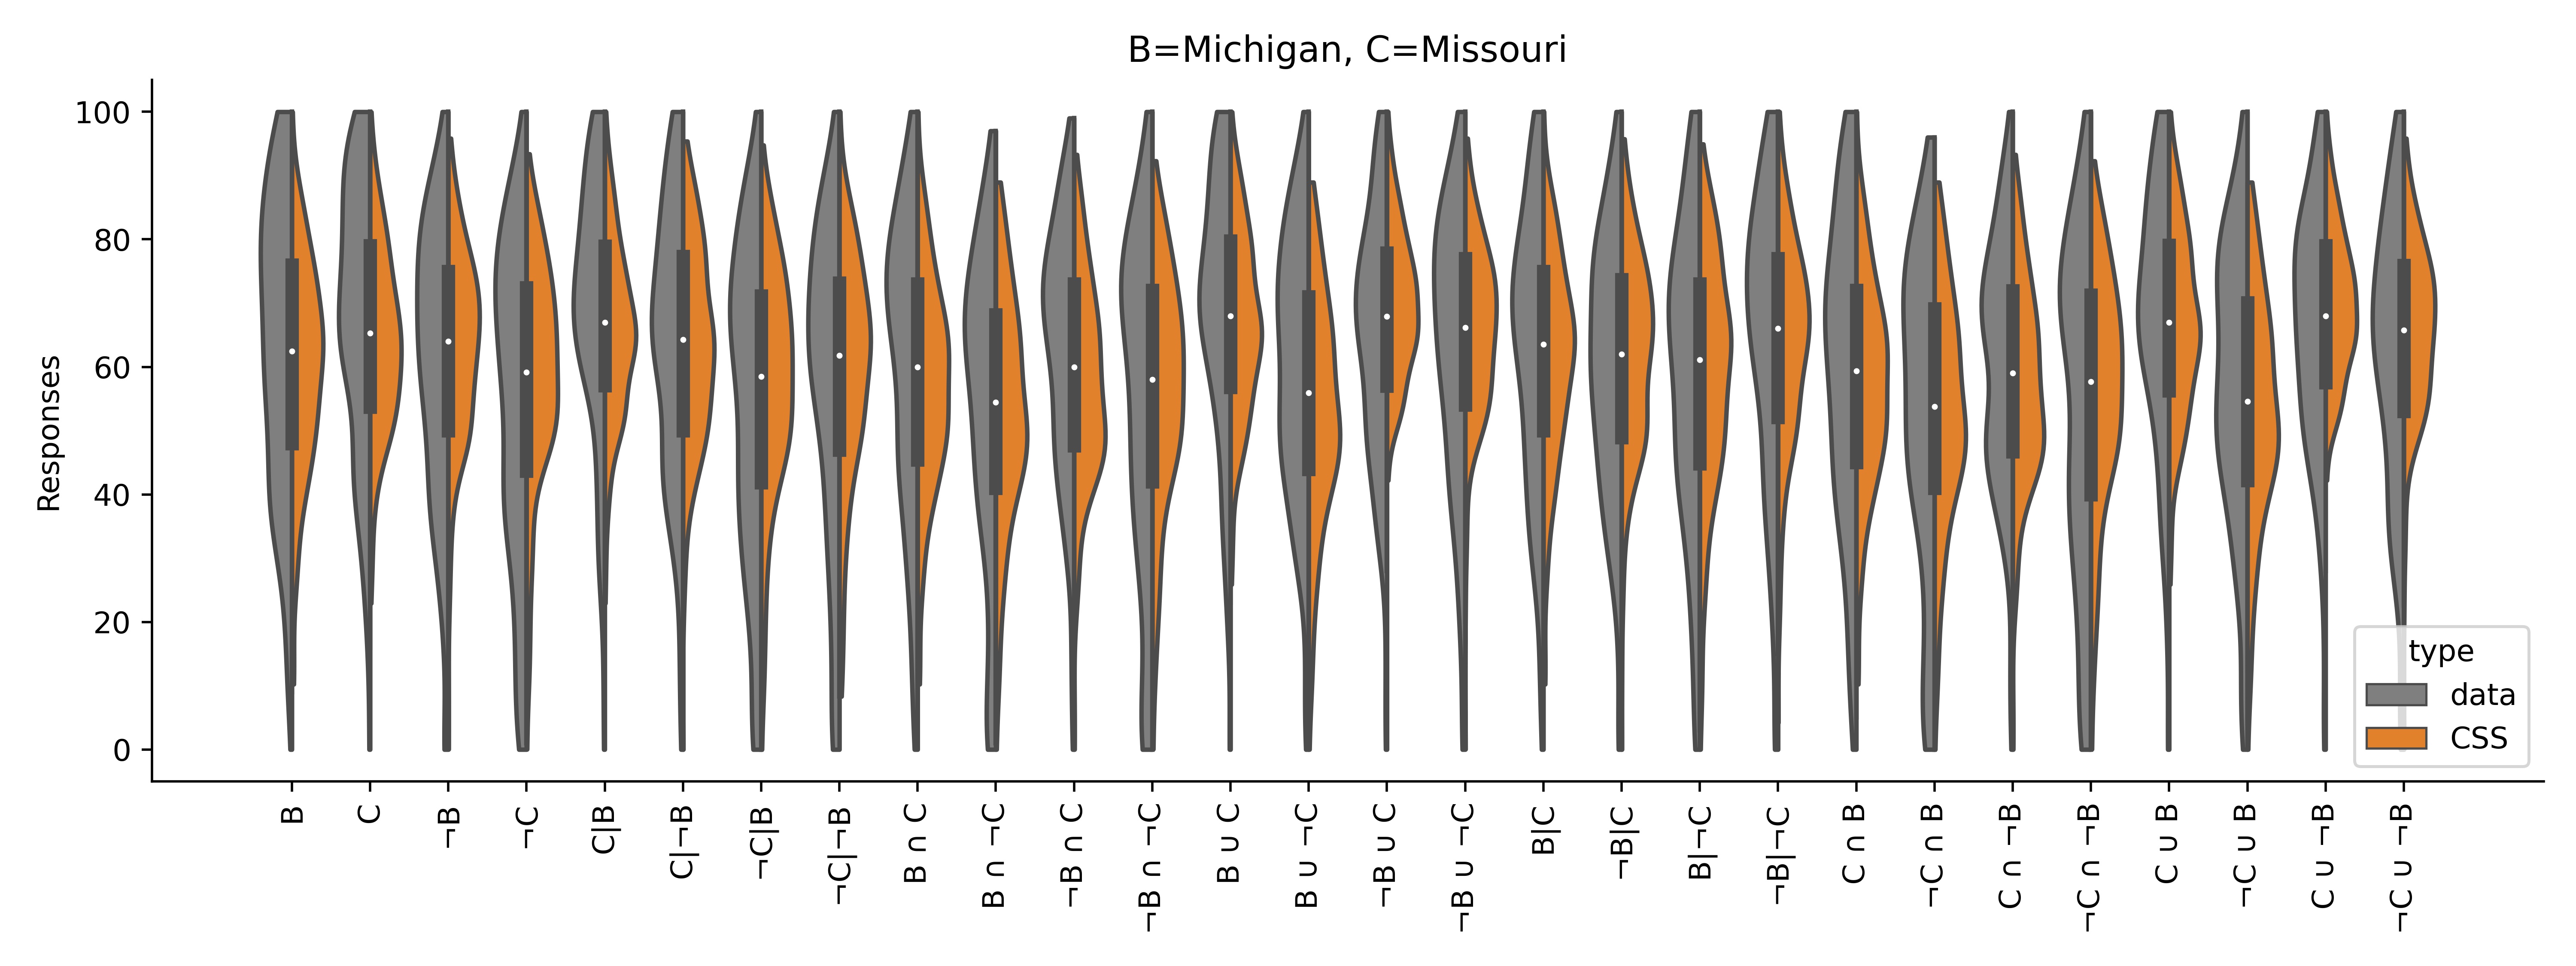 B=Michigan, C=Missouri
Responses
100
80
60
40
20
0
B
C
¬B
¬C
C|B
C|¬B
¬C|B
¬C|¬B
B ∩ C
B ∩ ¬C
¬B ∩ C
¬B ∩ ¬C
B ∪ C
B ∪ ¬C
¬B ∪ C
¬B ∪ ¬C
B|C
¬B|C
B|¬C
¬B|¬C
C ∩ B
¬C ∩ B
C ∩ ¬B
¬C ∩ ¬B
C ∪ B
¬C ∪ B
C ∪ ¬B
¬C ∪ ¬B
type
data
CSS